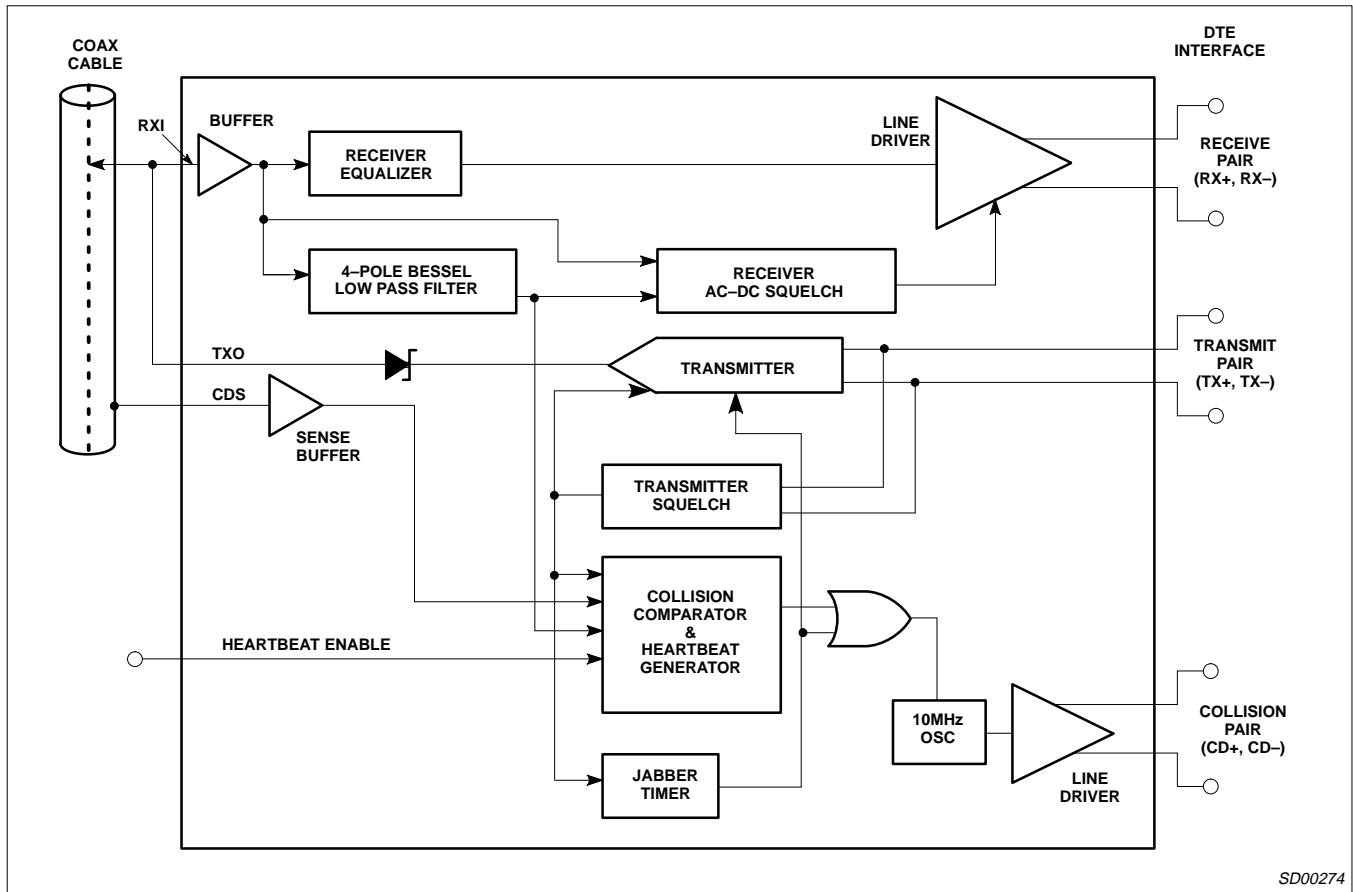 COAX
CABLE
DTE
INTERFACE
RXI
BUFFER
LINE
DRIVER
RECEIVER
EQUALIZER
RECEIVE
PAIR
(RX+, RX–)
4–POLE BESSEL
LOW PASS FILTER
RECEIVER
AC–DC SQUELCH
TXO
TRANSMITTER
TRANSMIT
PAIR
(TX+, TX–)
CDS
SENSE
BUFFER
TRANSMITTER
SQUELCH
COLLISION
COMPARATOR
&
HEARTBEAT
GENERATOR
HEARTBEAT ENABLE
10MHz
OSC
COLLISION
PAIR
(CD+, CD–)
LINE
DRIVER
JABBER
TIMER
SD00274